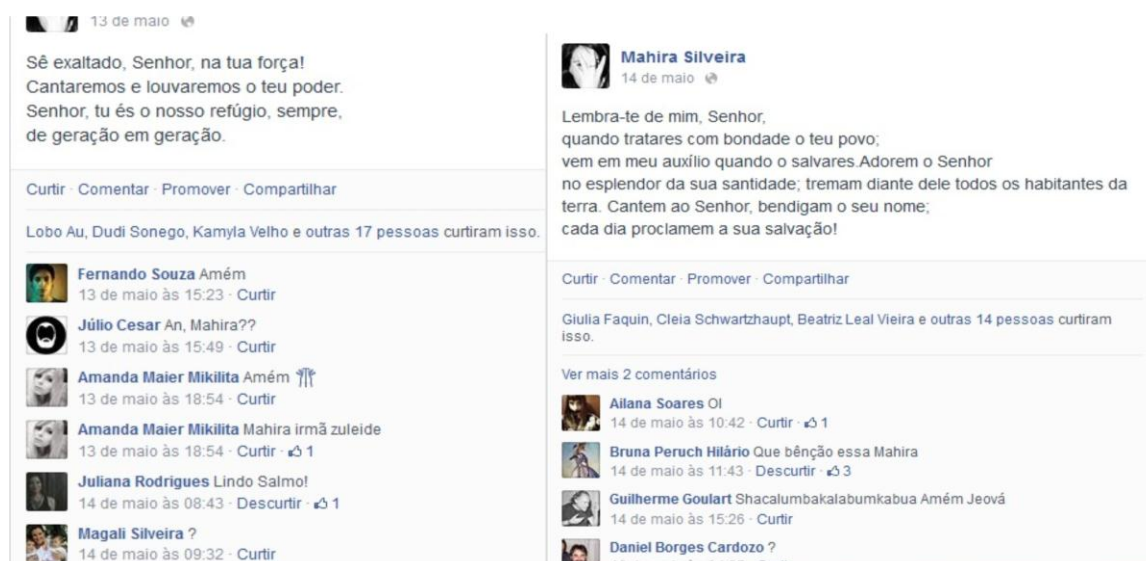 13 de maio
Sê exaltado, Senhor, na tua força!
Cantaremos e louvaremos o teu poder.
Senhor, tu és o nosso refúgio, sempre,
de geração em geração.
Curtir · Comentar · Promover · Compartilhar
Lobo Au, Dudi Sonego, Kamyla Velho e outras 17 pessoas curtiram isso.
Fernando Souza Amém
13 de maio às 15:23 · Curtir
Júlio Cesar An, Mahira??
13 de maio às 15:49 · Curtir
Amanda Maier Mikilita Amém
13 de maio às 18:54 · Curtir
Amanda Maier Mikilita Mahira irmã zuleide
13 de maio às 18:54 · Curtir · 1
Juliana Rodrigues Lindo Salmo!
14 de maio às 08:43 · Descurtir · 1
Magali Silveira ?
14 de maio às 09:32 · Curtir
Mahira Silveira
14 de maio
Lembra-te de mim, Senhor,
quando tratares com bondade o teu povo;
vem em meu auxílio quando o salvares.Adorem o Senhor
no esplendor da sua santidade; tremam diante dele todos os habitantes da
terra. Cantem ao Senhor, bendigam o seu nome;
cada dia proclamem a sua salvação!
Curtir · Comentar · Promover · Compartilhar
Giulia Faquin, Cleia Schwartzhaupt, Beatriz Leal Vieira e outras 14 pessoas curtiram
isso.
Ver mais 2 comentários
Ailana Soares OI
14 de maio às 10:42 · Curtir · 1
Bruna Peruch Hilário Que bênção essa Mahira
14 de maio às 11:43 · Descurtir · 3
Guilherme Goulart Shacalumbakalabumkabua Amém Jeová
14 de maio às 15:26 · Curtir
Daniel Borges Cardozo ?